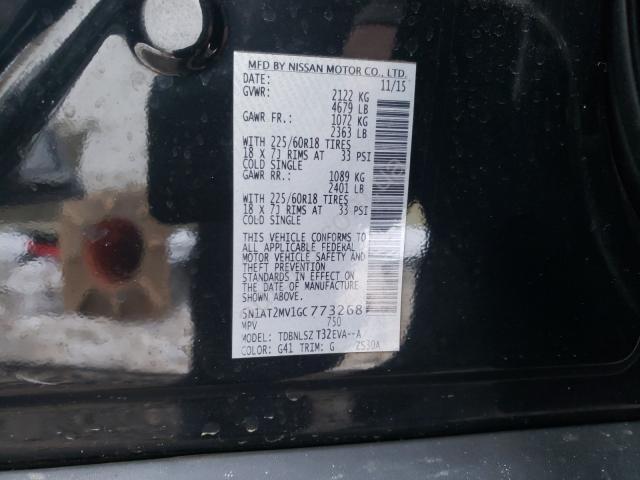 MFD BY NISSAN MOTOR CO., LTD.
DATE: 11/15
GVWR: 2122 KG
4679 LB
GAWR FR.: 1072 KG
2363 LB
WITH 225/60R18 TIRES
18 X 7J RIMS AT 33 PSI
COLD SINGLE
GAWR RR.: 1089 KG
2401 LB
WITH 225/60R18 TIRES
18 X 7J RIMS AT 33 PSI
COLD SINGLE
THIS VEHICLE CONFORMS TO
ALL APPLICABLE FEDERAL
MOTOR VEHICLE SAFETY AND
THEFT PREVENTION
STANDARDS IN EFFECT ON
THE DATE OF MANUFACTURE
SHOWN ABOVE.
5N1AT2MV1GC773268
MPV 750
MODEL: TDBNLSZ T32EVA--A
COLOR: G41 TRIM: G ZS30A